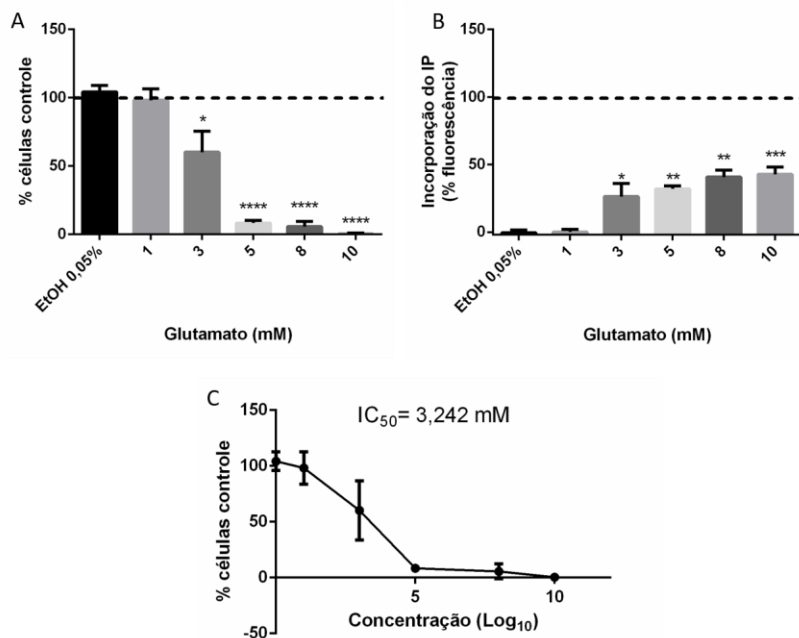 A
150
100
50
0
% células controle
*
****
****
****
EtOH 0,05%
1
3
5
8
10
Glutamato (mM)
B
150
100
50
0
Incorporação do IP
(% fluorescência)
*
**
**
***
EtOH 0,05%
1
3
5
8
10
Glutamato (mM)
C
IC50= 3,242 mM
150
100
50
0
-50
% células controle
5
10
Concentração (Log10)